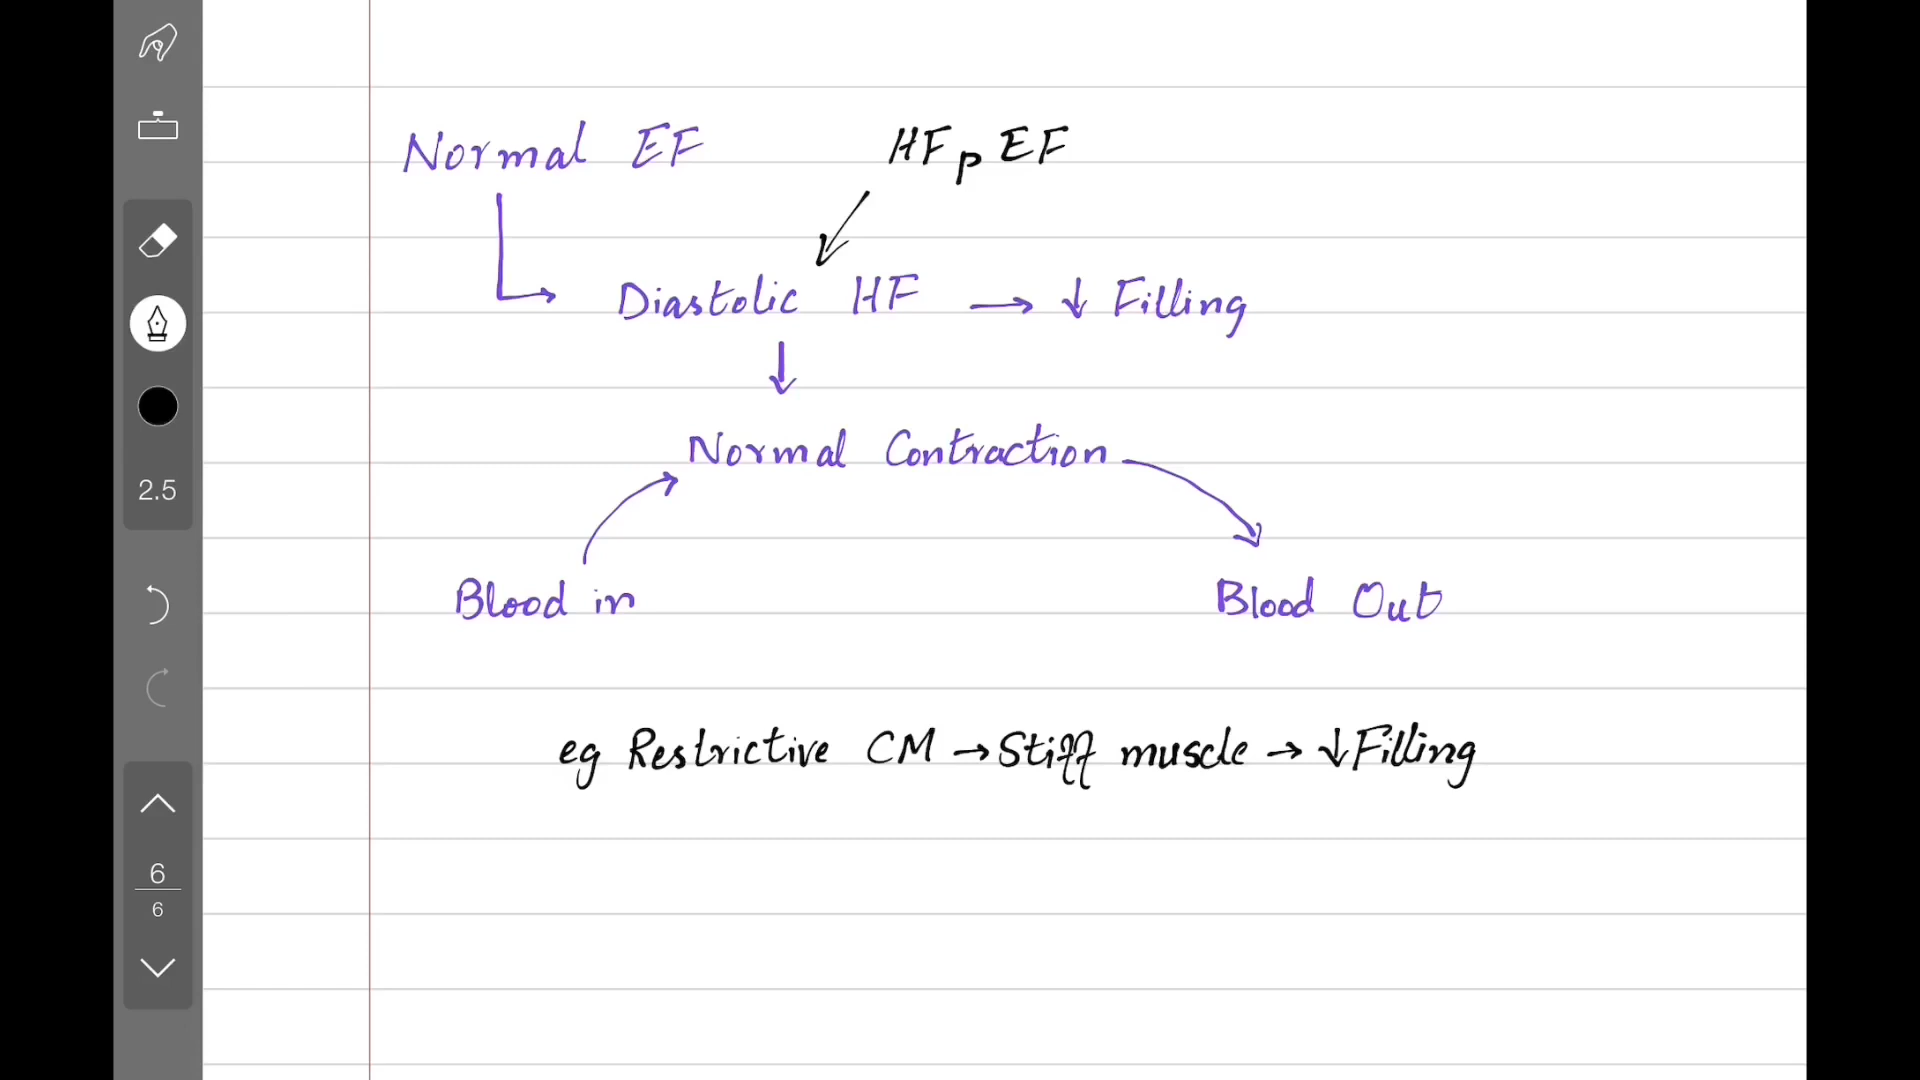 Normal EF HFpEF
Diastolic HF → ↓ Filling
↓
Normal Contraction
2.5
Blood in Blood Out
eg Restrictive CM → Stiff muscle → ↓ Filling
6
6